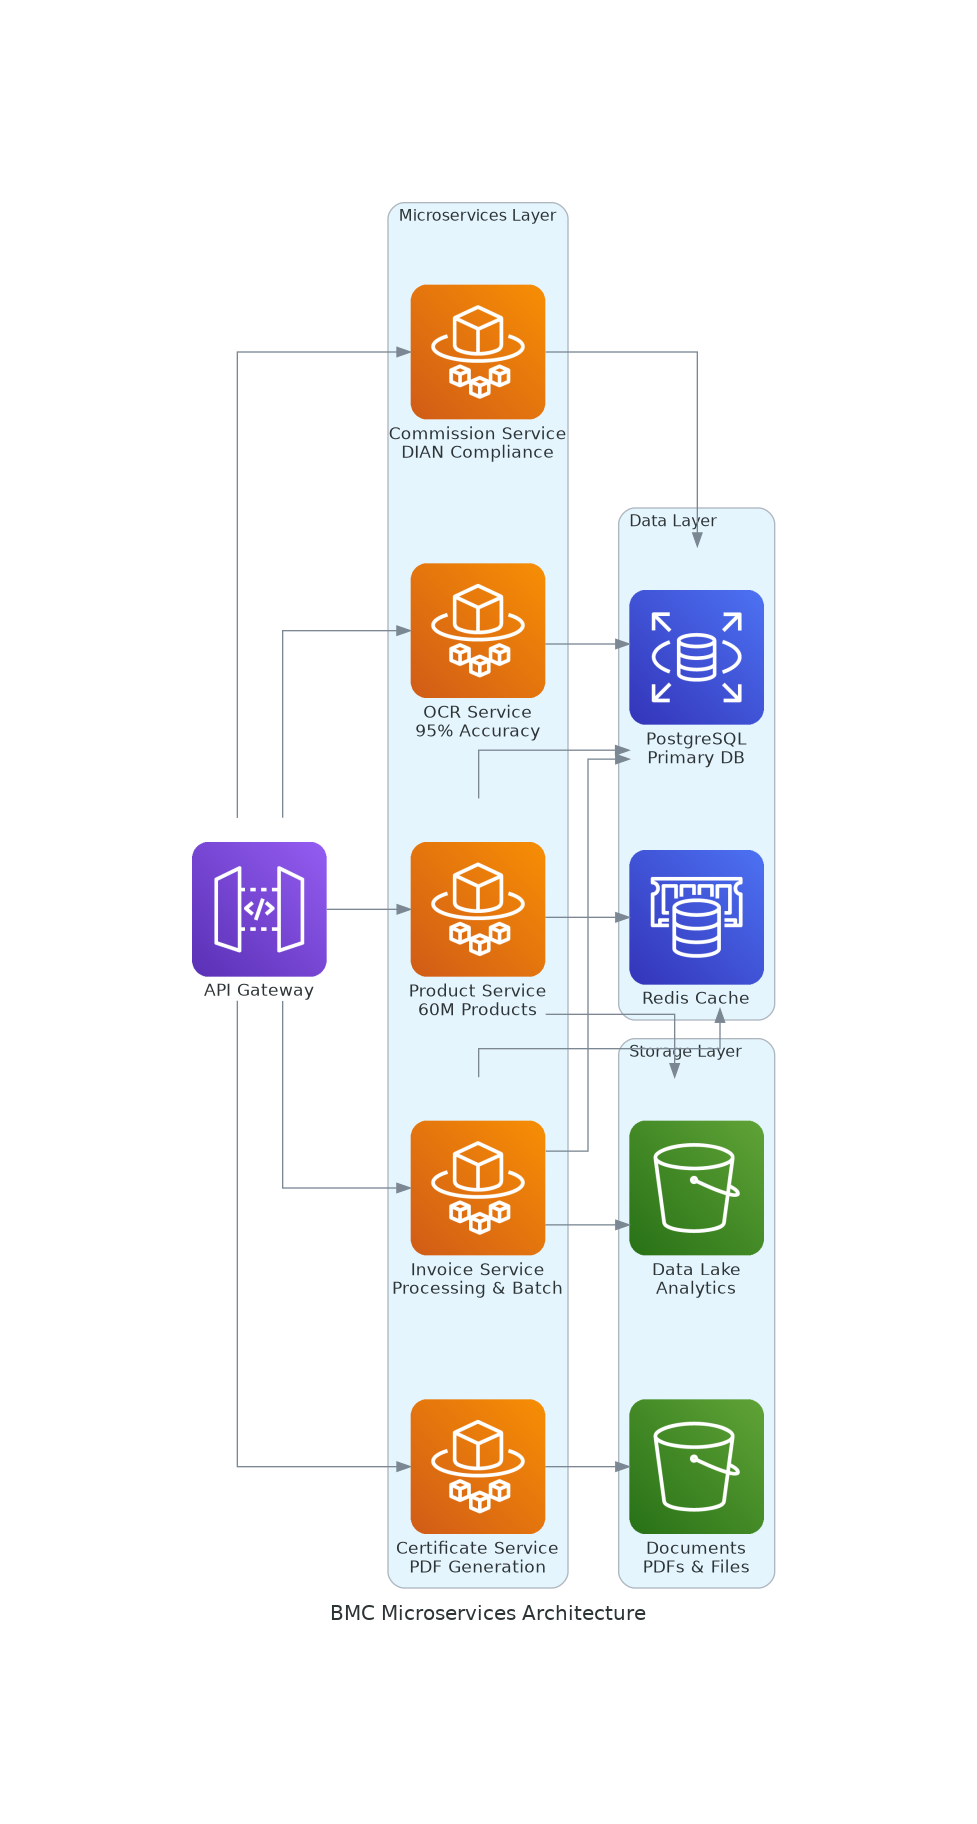 Microservices Layer
Commission Service
DIAN Compliance
Data Layer
OCR Service
95% Accuracy
PostgreSQL
Primary DB
API Gateway
Product Service
60M Products
Redis Cache
Storage Layer
Invoice Service
Processing & Batch
Data Lake
Analytics
Certificate Service
PDF Generation
Documents
PDFs & Files
BMC Microservices Architecture